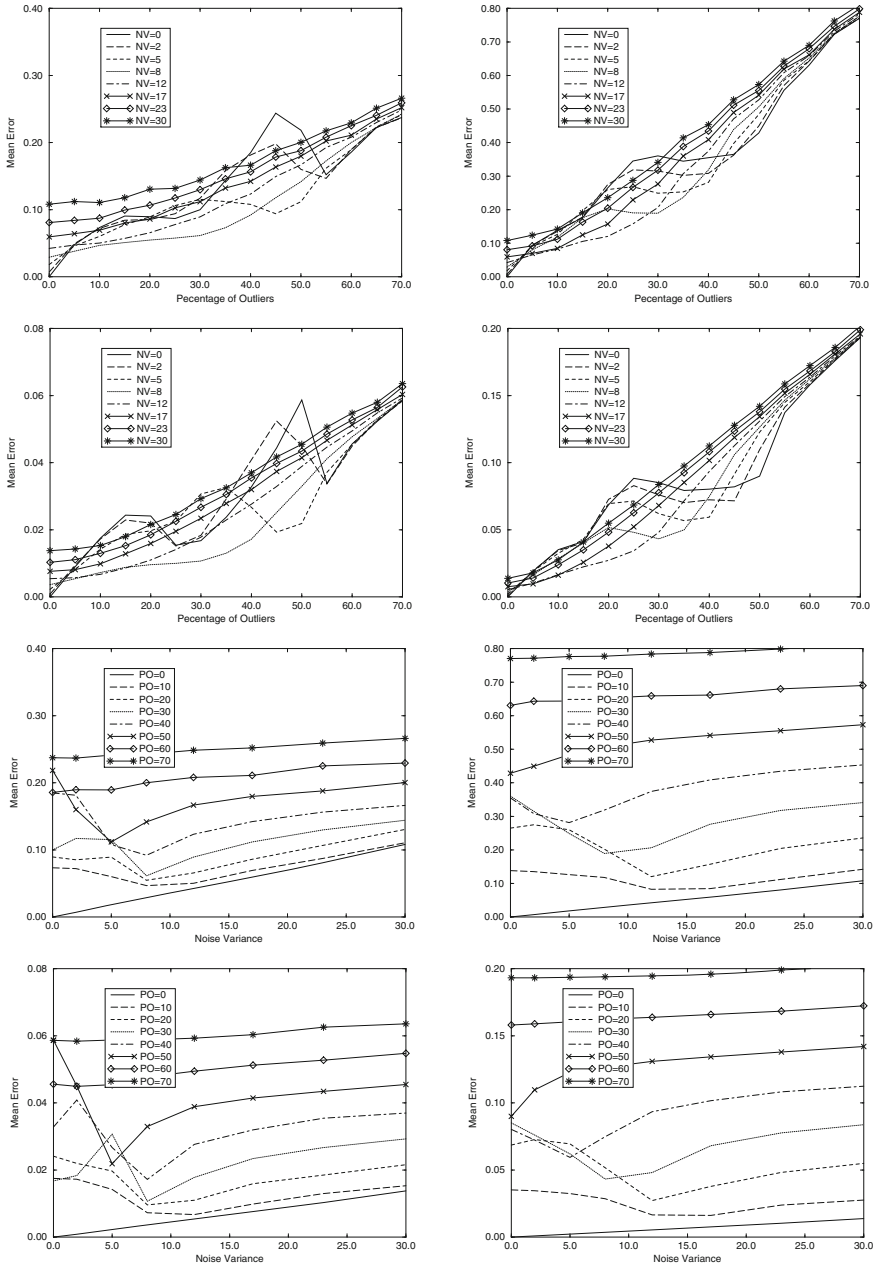 0.40
0.30
0.20
0.10
0.00
Mean Error
NV=0
NV=2
NV=5
NV=8
NV=12
NV=17
NV=23
NV=30
0.0 10.0 20.0 30.0 40.0 50.0 60.0 70.0
Pecentage of Outliers
0.80
0.70
0.60
0.50
0.40
0.30
0.20
0.10
0.00
Mean Error
NV=0
NV=2
NV=5
NV=8
NV=12
NV=17
NV=23
NV=30
0.0 10.0 20.0 30.0 40.0 50.0 60.0 70.0
Pecentage of Outliers
0.08
0.06
0.04
0.02
0.00
Mean Error
NV=0
NV=2
NV=5
NV=8
NV=12
NV=17
NV=23
NV=30
0.0 10.0 20.0 30.0 40.0 50.0 60.0 70.0
Pecentage of Outliers
0.20
0.15
0.10
0.05
0.00
Mean Error
NV=0
NV=2
NV=5
NV=8
NV=12
NV=17
NV=23
NV=30
0.0 10.0 20.0 30.0 40.0 50.0 60.0 70.0
Pecentage of Outliers
0.40
0.30
0.20
0.10
0.00
Mean Error
PO=0
PO=10
PO=20
PO=30
PO=40
PO=50
PO=60
PO=70
0.0 5.0 10.0 15.0 20.0 25.0 30.0
Noise Variance
0.80
0.70
0.60
0.50
0.40
0.30
0.20
0.10
0.00
Mean Error
PO=0
PO=10
PO=20
PO=30
PO=40
PO=50
PO=60
PO=70
0.0 5.0 10.0 15.0 20.0 25.0 30.0
Noise Variance
0.08
0.06
0.04
0.02
0.00
Mean Error
PO=0
PO=10
PO=20
PO=30
PO=40
PO=50
PO=60
PO=70
0.0 5.0 10.0 15.0 20.0 25.0 30.0
Noise Variance
0.20
0.15
0.10
0.05
0.00
Mean Error
PO=0
PO=10
PO=20
PO=30
PO=40
PO=50
PO=60
PO=70
0.0 5.0 10.0 15.0 20.0 25.0 30.0
Noise Variance